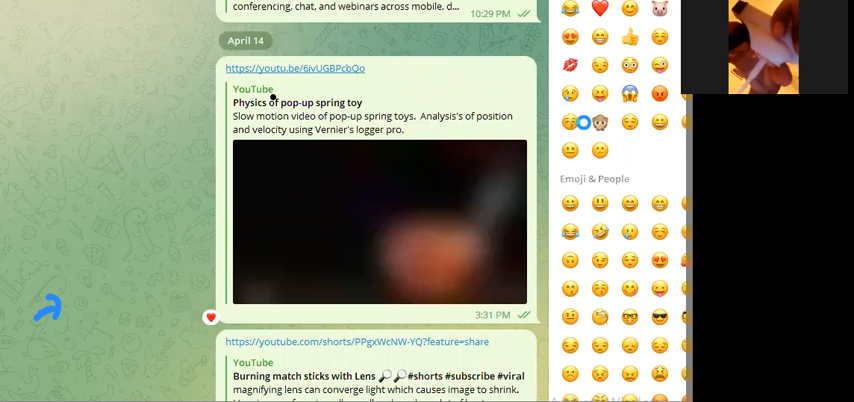 conferencing, chat, and webinars across mobile, d...
10:29 PM
April 14
https://youtu.be/6ivUGBPcbOo
YouTube
Physics of pop-up spring toy
Slow motion video of pop-up spring toys. Analysis's of position
and velocity using Vernier's logger pro.
3:31 PM
https://youtube.com/shorts/PPgxWcNW-YQ?feature=share
YouTube
Burning match sticks with Lens 🔎 🔎#shorts #subscribe #viral
magnifying lens can converge light which causes image to shrink.
Emoji & People